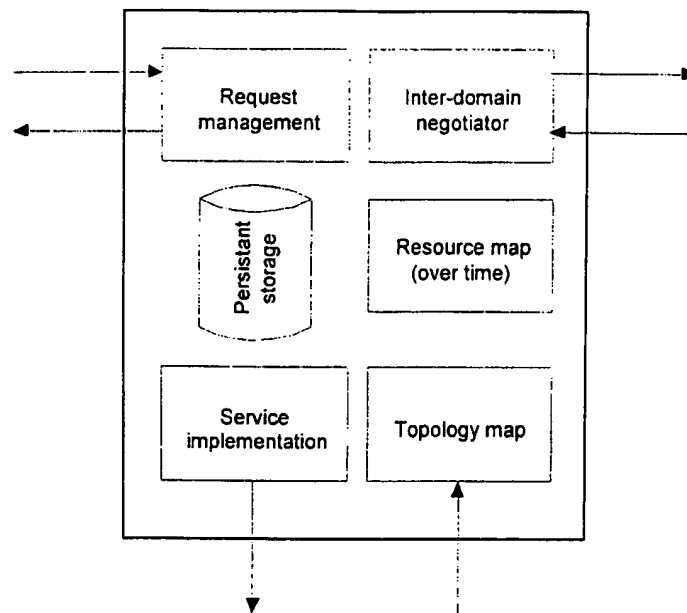 Request
management
Inter-domain
negotiator
Persistant
storage
Resource map
(over time)
Service
implementation
Topology map